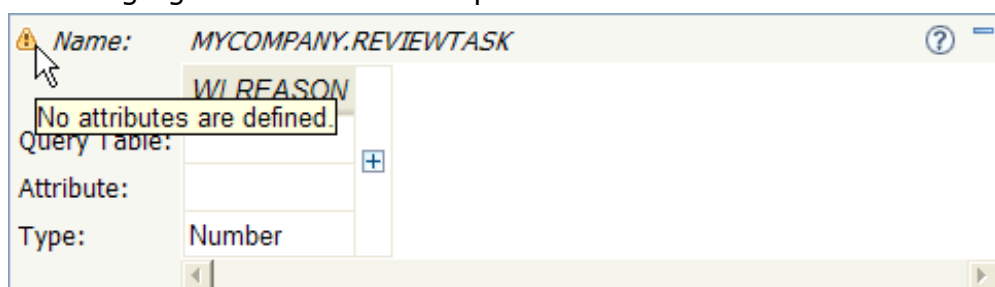 Name: MYCOMPANY.REVIEWTASK
WI.REASON
No attributes are defined.
Query Table:
Attribute:
Type: Number